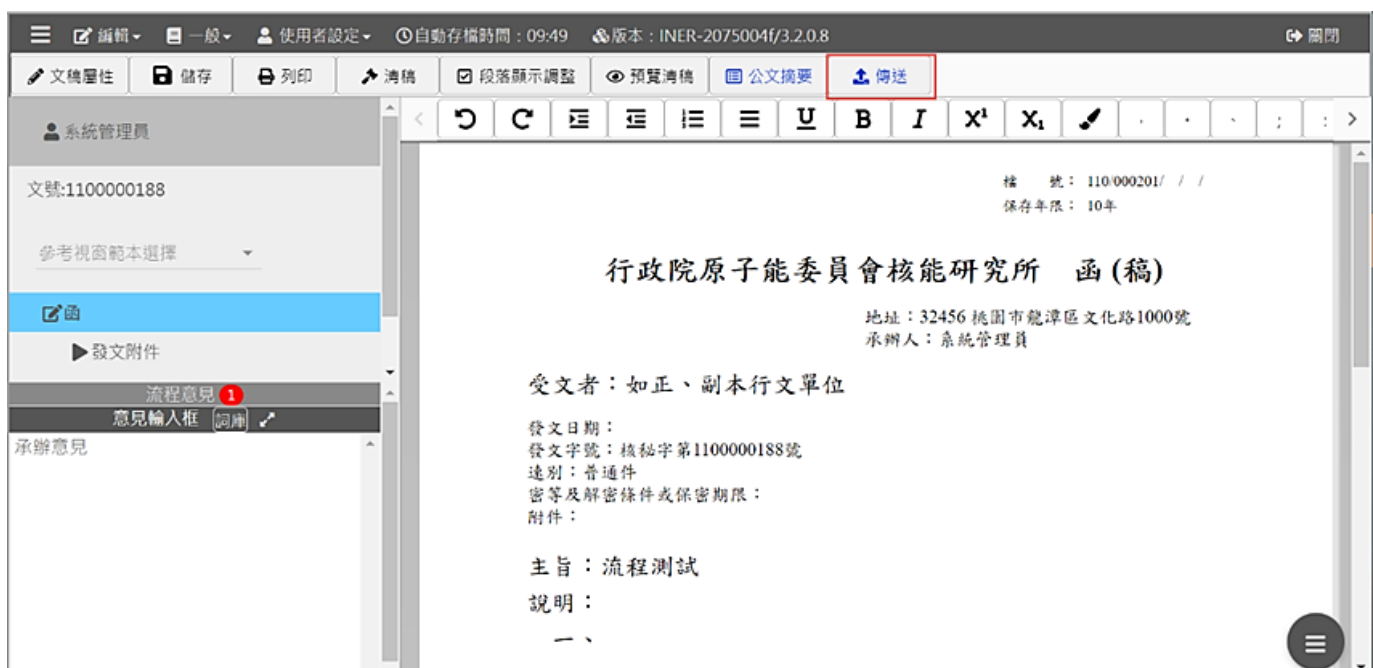 編輯 一般 使用者設定 自動存檔時間：09:49 版本：INER-2075004f/3.2.0.8 關閉
文稿屬性 儲存 列印 清稿 段落顯示調整 預覽清稿 公文摘要 傳送
系統管理員
文號:1100000188
參考視窗範本選擇
函
發文附件
流程意見 1
意見輸入框 詞庫
承辦意見
U B I X¹ X₁ , . 、 ; :
檔　　號：110/000201/ / /
保存年限：10年
行政院原子能委員會核能研究所　函(稿)
地址：32456 桃園市龍潭區文化路1000號
承辦人：系統管理員
受文者：如正、副本行文單位
發文日期：
發文字號：核秘字第1100000188號
速別：普通件
密等及解密條件或保密期限：
附件：
主旨：流程測試
說明：
一、